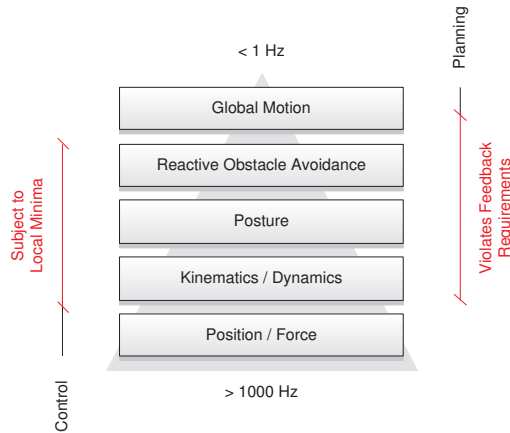 < 1 Hz
Planning
Global Motion
Reactive Obstacle Avoidance
Posture
Kinematics / Dynamics
Position / Force
Subject to
Local Minima
Violates Feedback
Requirements
Control
> 1000 Hz